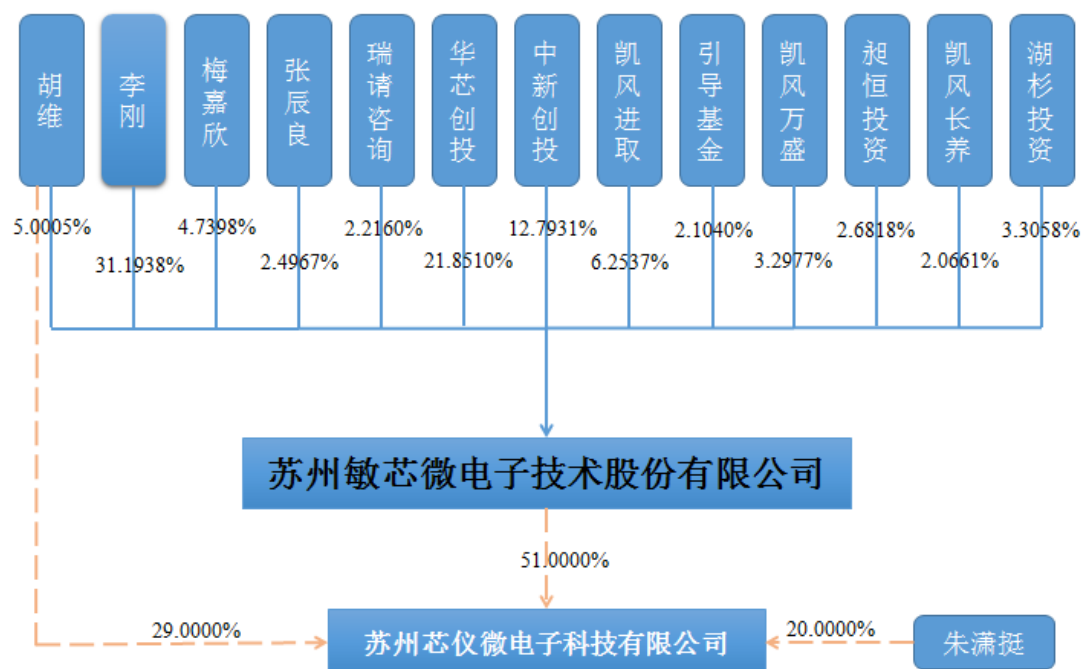 胡维
李刚
梅嘉欣
张辰良
瑞请咨询
华芯创投
中新创投
凯风进取
引导基金
凯风万盛
昶恒投资
凯风长养
湖杉投资
5.0005%
31.1938%
4.7398%
2.4967%
2.2160%
21.8510%
12.7931%
6.2537%
2.1040%
3.2977%
2.6818%
2.0661%
3.3058%
苏州敏芯微电子技术股份有限公司
51.0000%
29.0000%
苏州芯仪微电子科技有限公司
20.0000%
朱潇挺